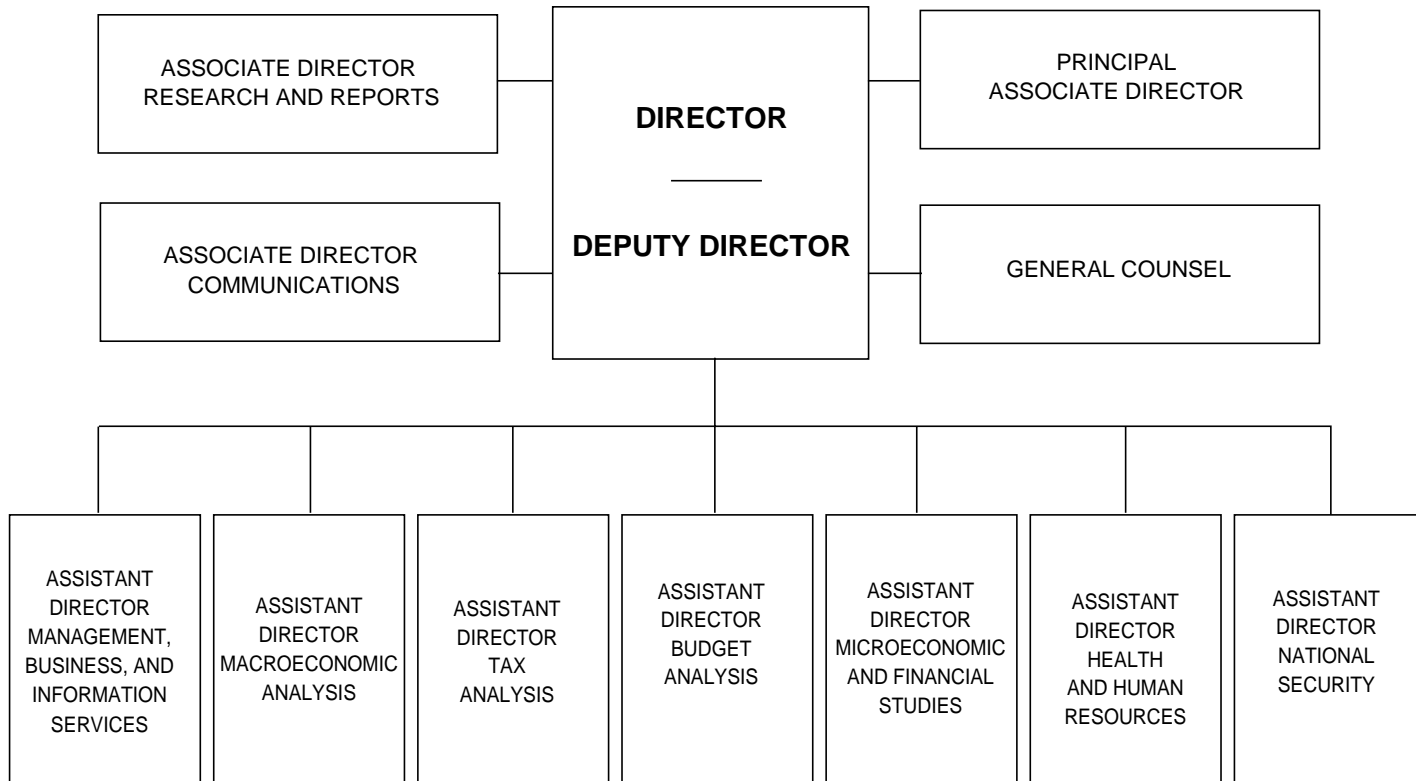 ASSOCIATE DIRECTOR
RESEARCH AND REPORTS
DIRECTOR
DEPUTY DIRECTOR
PRINCIPAL
ASSOCIATE DIRECTOR
ASSOCIATE DIRECTOR
COMMUNICATIONS
GENERAL COUNSEL
ASSISTANT
DIRECTOR
MANAGEMENT,
BUSINESS, AND
INFORMATION
SERVICES
ASSISTANT
DIRECTOR
MACROECONOMIC
ANALYSIS
ASSISTANT
DIRECTOR
TAX
ANALYSIS
ASSISTANT
DIRECTOR
BUDGET
ANALYSIS
ASSISTANT
DIRECTOR
MICROECONOMIC
AND FINANCIAL
STUDIES
ASSISTANT
DIRECTOR
HEALTH
AND HUMAN
RESOURCES
ASSISTANT
DIRECTOR
NATIONAL
SECURITY